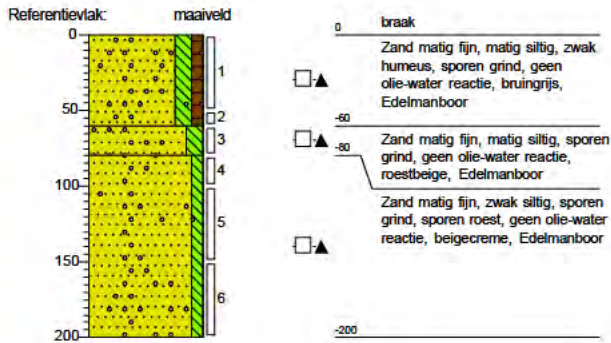 Referentievlak: maaiveld
0
50
100
150
200
1
2
3
4
5
6
0 braak
Zand matig fijn, matig siltig, zwak
humeus, sporen grind, geen
olie-water reactie, bruingrijs,
Edelmanboor
-60
Zand matig fijn, matig siltig, sporen
grind, geen olie-water reactie,
roestbeige, Edelmanboor
-80
Zand matig fijn, zwak siltig, sporen
grind, sporen roest, geen olie-water
reactie, beigecreme, Edelmanboor
-200